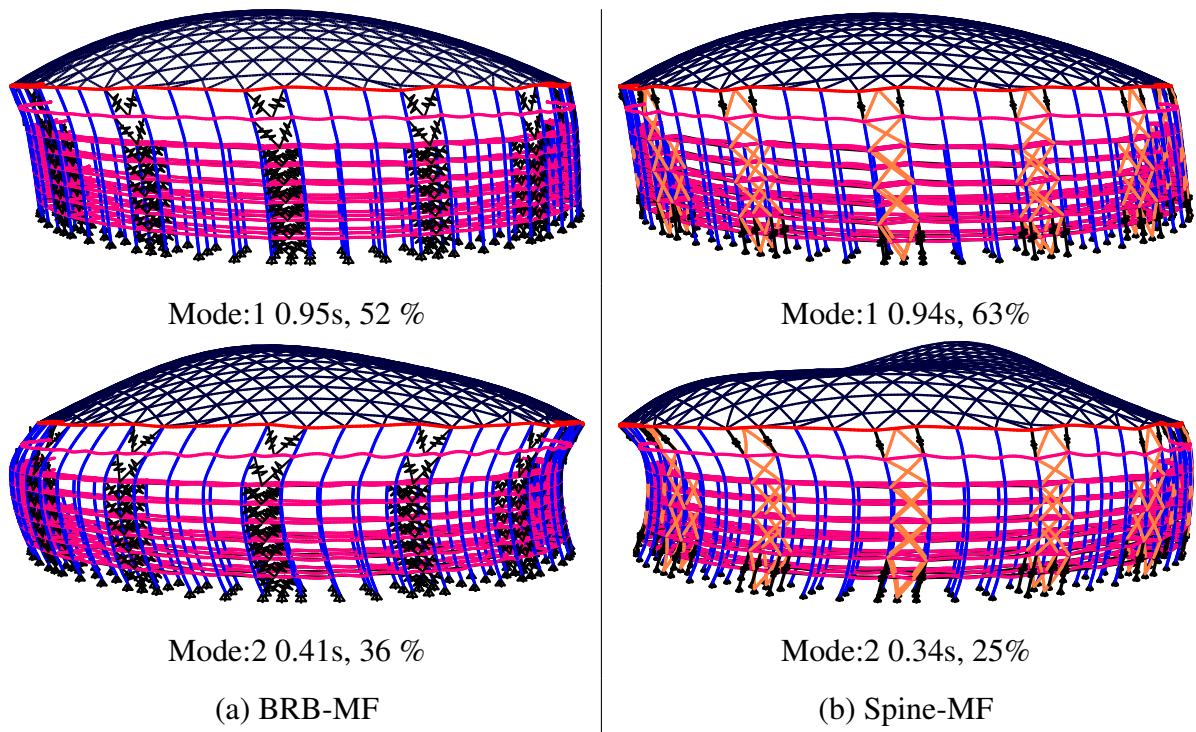 Mode:1 0.95s, 52 %
Mode:1 0.94s, 63%
Mode:2 0.41s, 36 %
Mode:2 0.34s, 25%
(a) BRB-MF
(b) Spine-MF